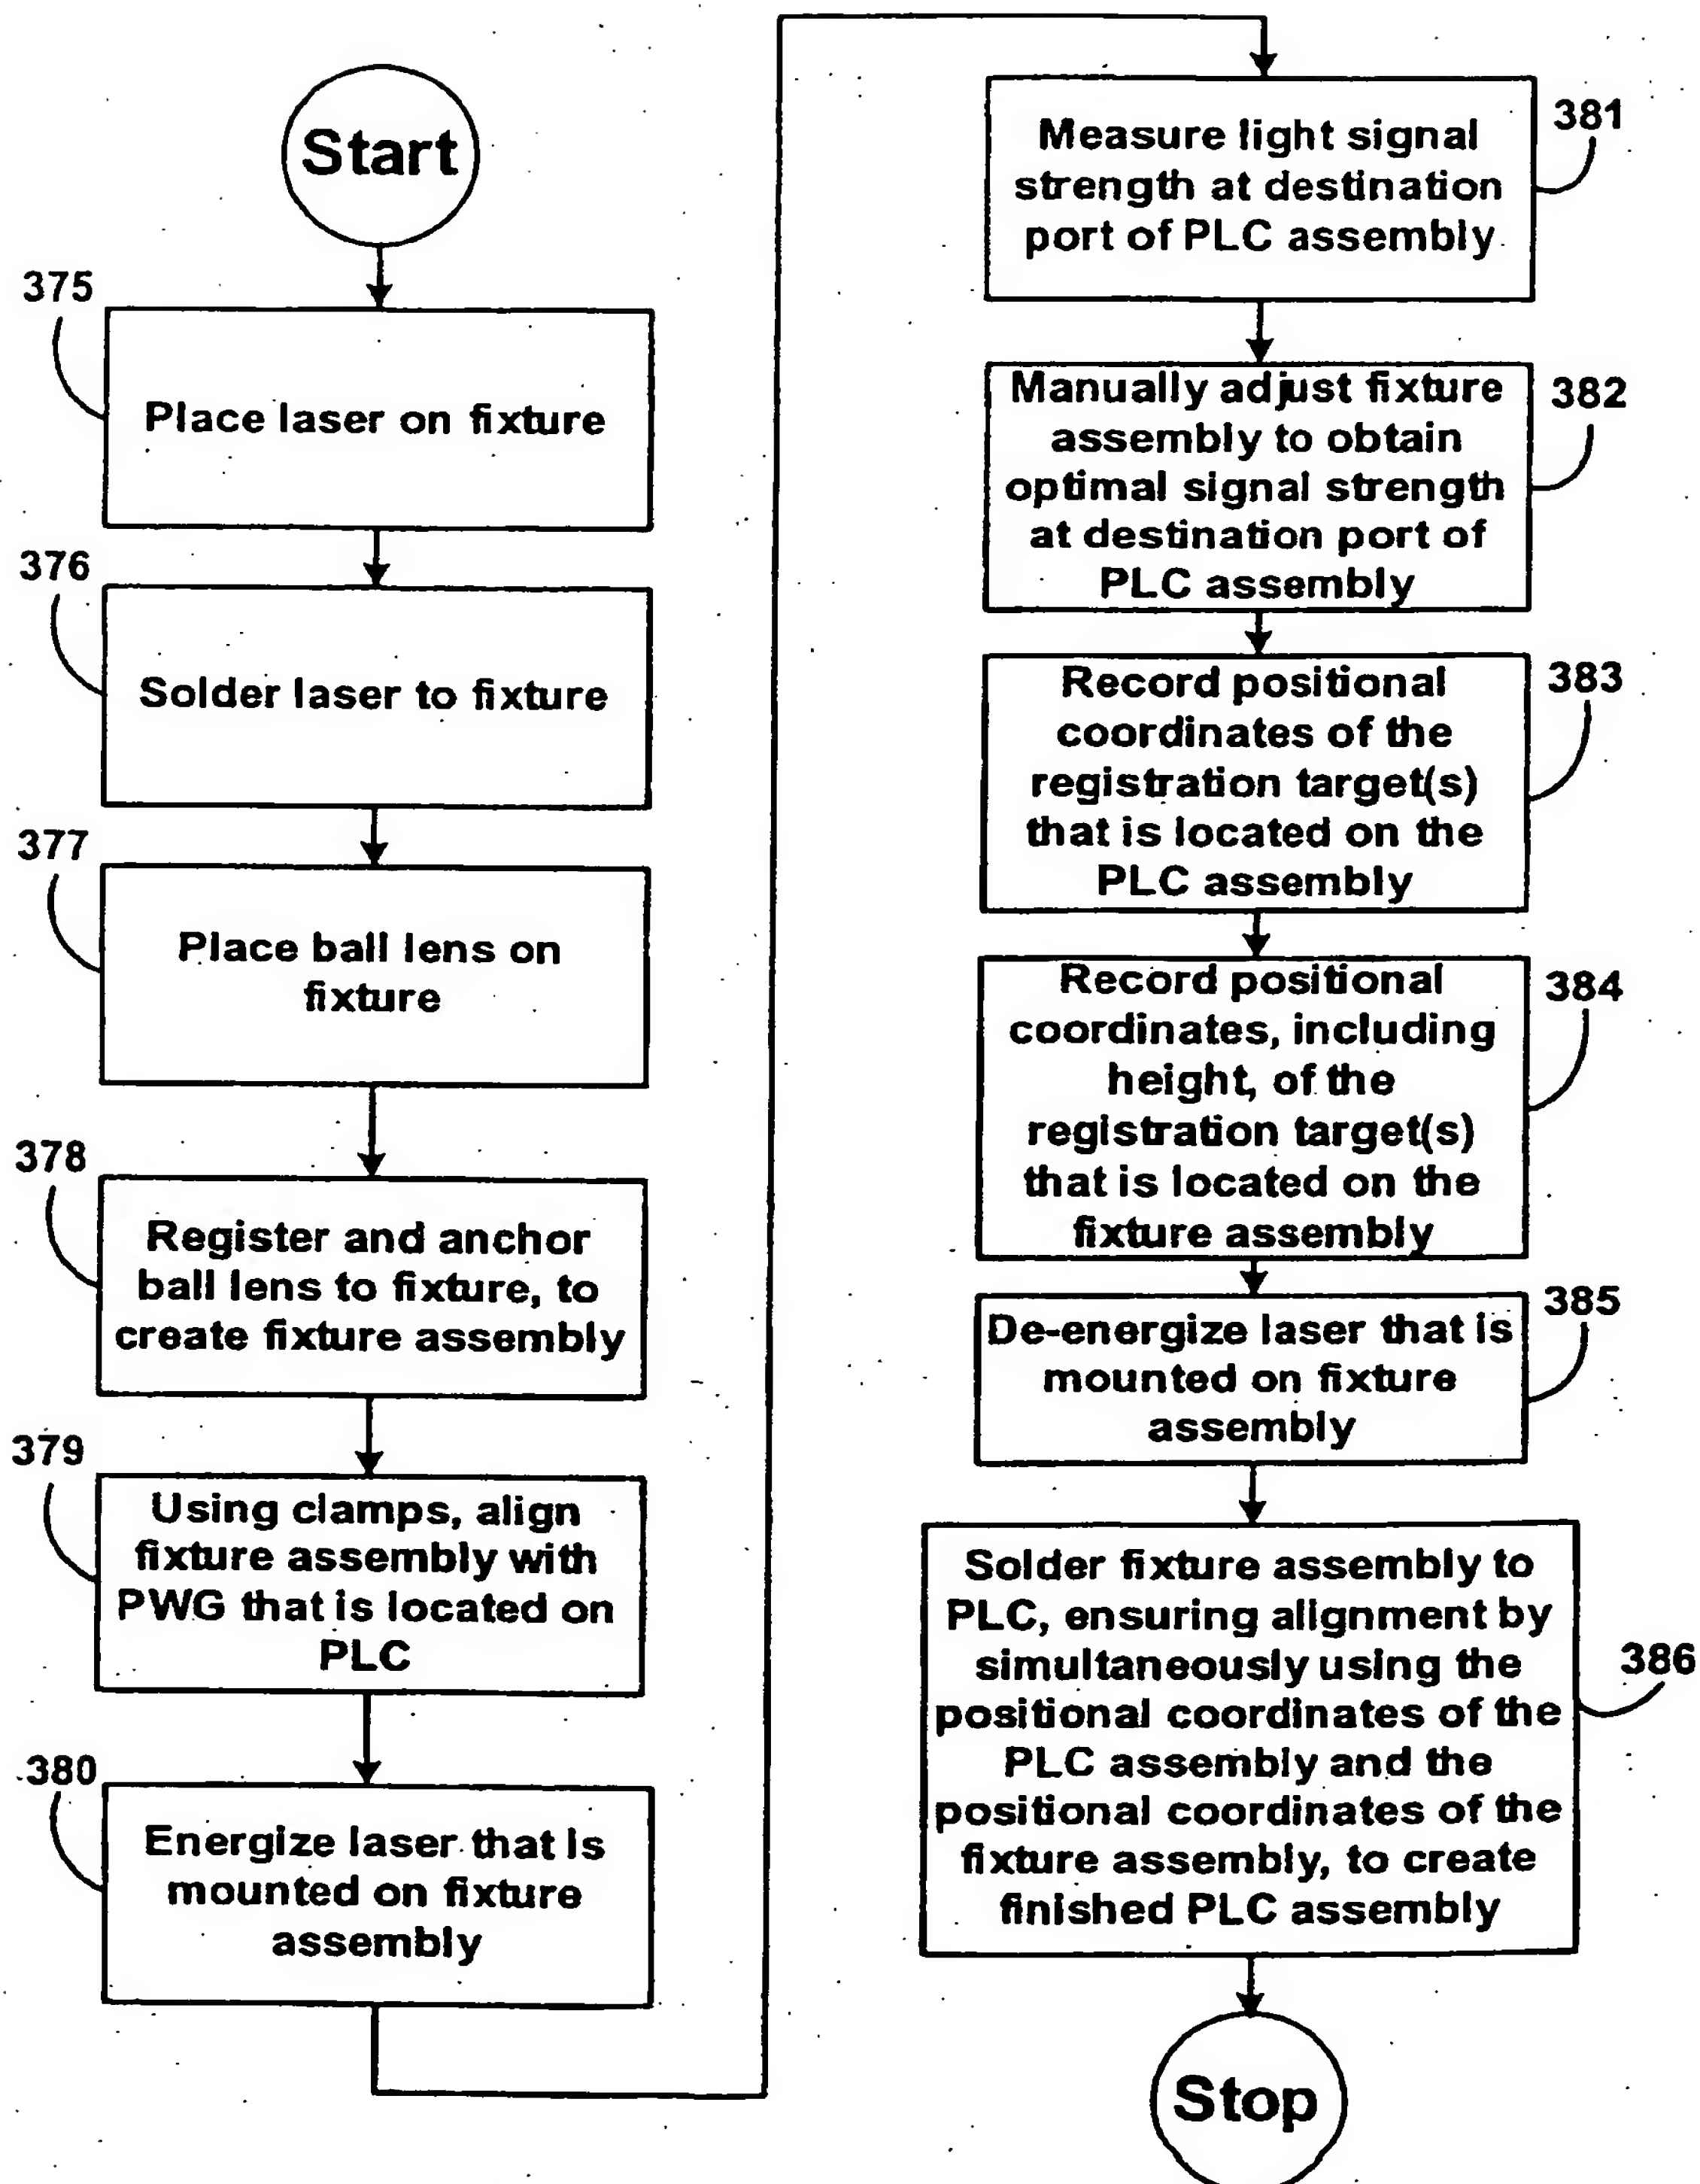 Start
375
Place laser on fixture
376
Solder laser to fixture
377
Place ball lens on
fixture
378
Register and anchor
ball lens to fixture, to
create fixture assembly
379
Using clamps, align
fixture assembly with
PWG that is located on
PLC
380
Energize laser that is
mounted on fixture
assembly
381
Measure light signal
strength at destination
port of PLC assembly
382
Manually adjust fixture
assembly to obtain
optimal signal strength
at destination port of
PLC assembly
383
Record positional
coordinates of the
registration target(s)
that is located on the
PLC assembly
384
Record positional
coordinates, including
height, of the
registration target(s)
that is located on the
fixture assembly
385
De-energize laser that is
mounted on fixture
assembly
386
Solder fixture assembly to
PLC, ensuring alignment by
simultaneously using the
positional coordinates of the
PLC assembly and the
positional coordinates of the
fixture assembly, to create
finished PLC assembly
Stop